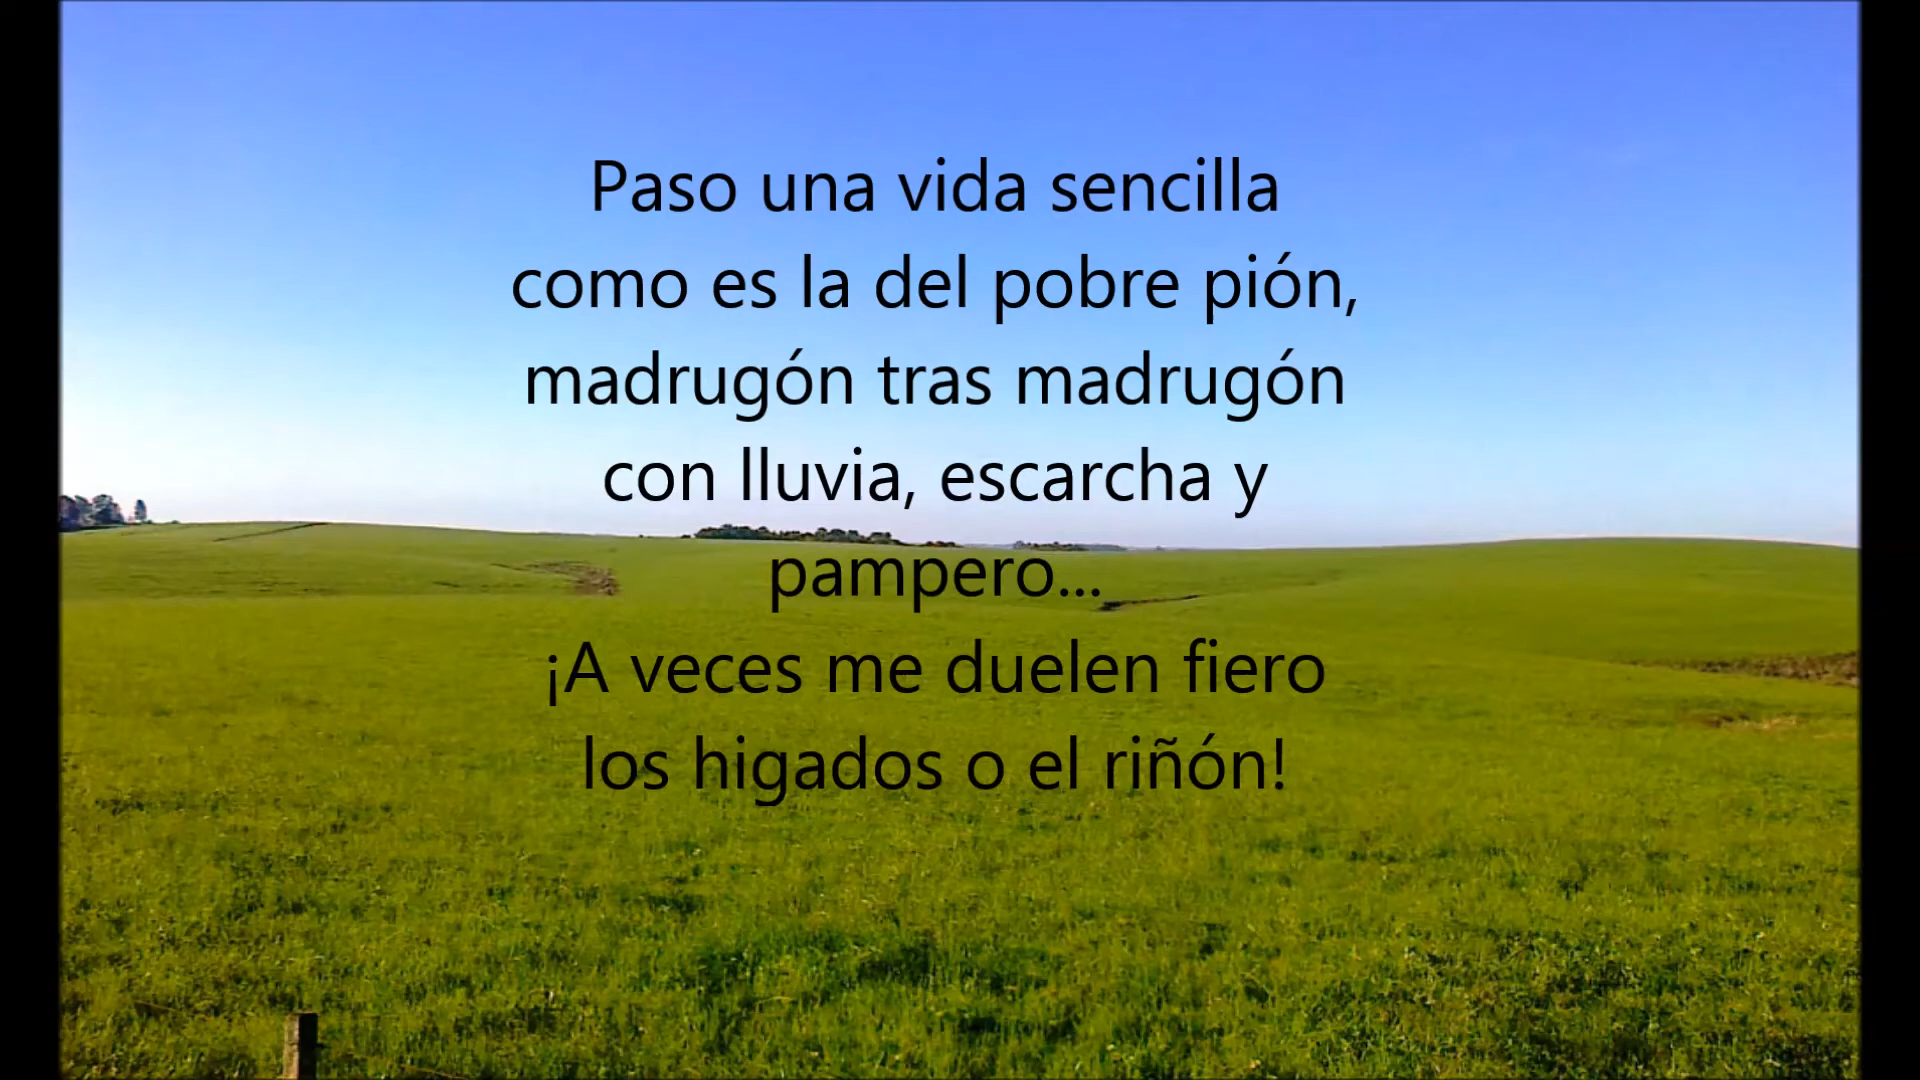 Paso una vida sencilla
como es la del pobre pión,
madrugón tras madrugón
con lluvia, escarcha y
pampero...
¡A veces me duelen fiero
los higados o el riñón!